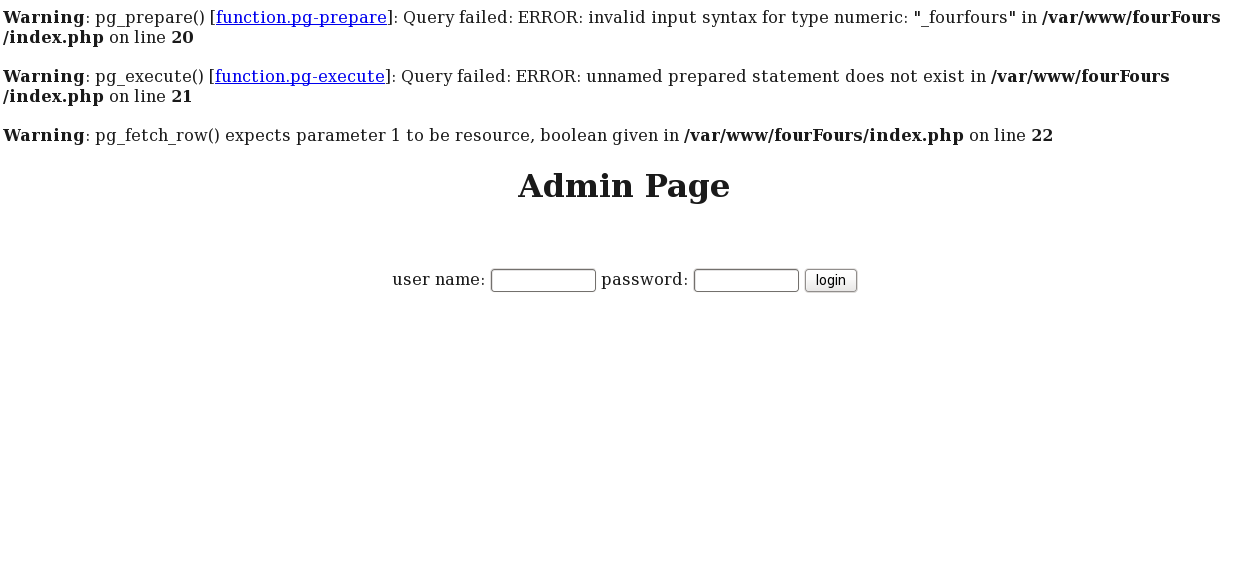 Warning: pg_prepare() [function.pg-prepare]: Query failed: ERROR: invalid input syntax for type numeric: "_fourfours" in /var/www/fourFours
/index.php on line 20
Warning: pg_execute() [function.pg-execute]: Query failed: ERROR: unnamed prepared statement does not exist in /var/www/fourFours
/index.php on line 21
Warning: pg_fetch_row() expects parameter 1 to be resource, boolean given in /var/www/fourFours/index.php on line 22
Admin Page
user name: password: login